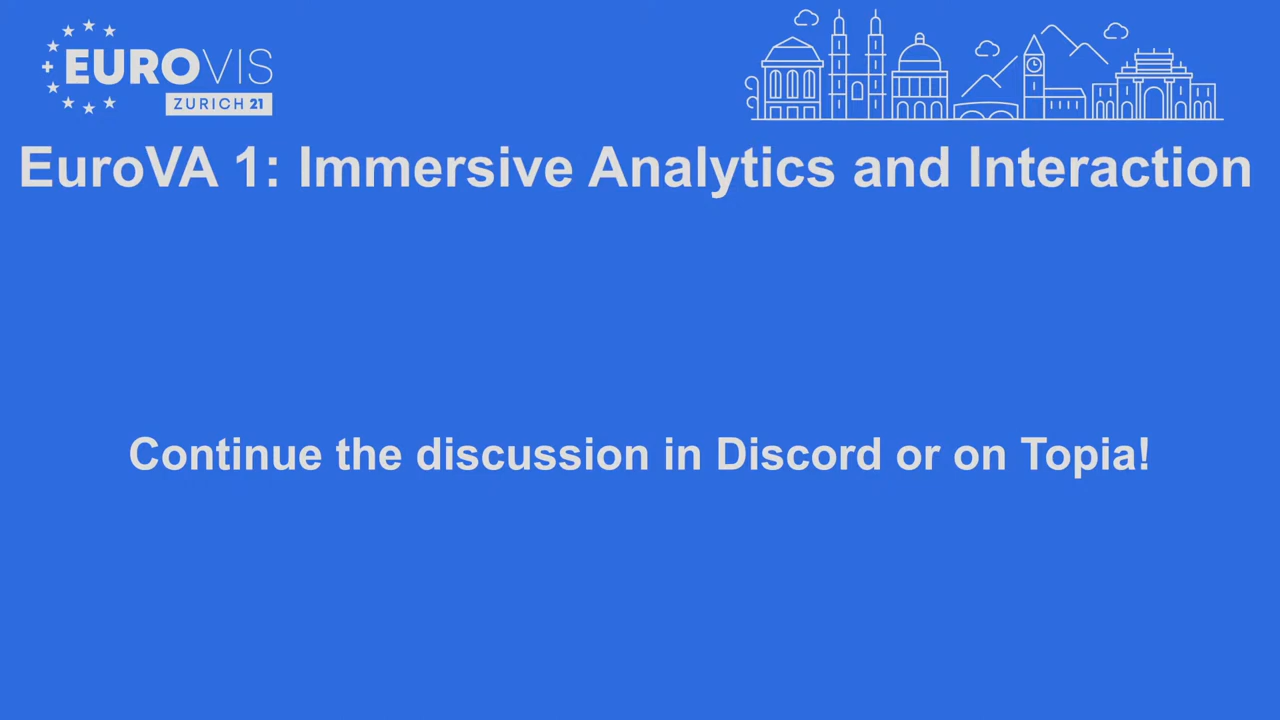 EUROVIS
ZURICH 21
EuroVA 1: Immersive Analytics and Interaction
Continue the discussion in Discord or on Topia!